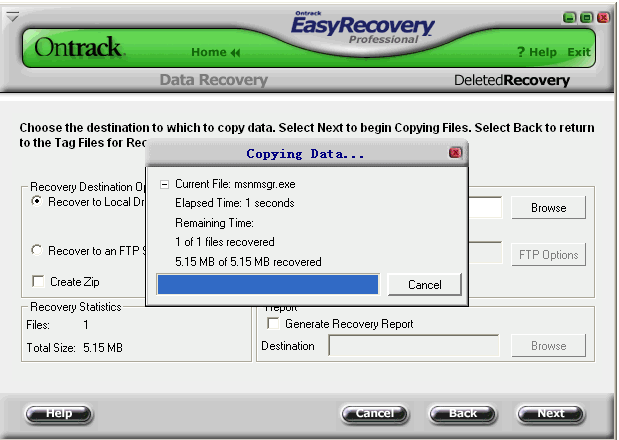 Ontrack
EasyRecovery
Professional
Ontrack
Home
? Help Exit
Data Recovery
DeletedRecovery
Choose the destination to which to copy data. Select Next to begin Copying Files. Select Back to return
to the Tag Files for Rec
Copying Data...
Current File: msnmsgr.exe
Elapsed Time: 1 seconds
Remaining Time:
1 of 1 files recovered
5.15 MB of 5.15 MB recovered
Cancel
Recovery Destination Op
Recover to Local Dr
Browse
Recover to an FTP S
FTP Options
Create Zip
Recovery Statistics
Files: 1
Total Size: 5.15 MB
Report
Generate Recovery Report
Destination
Browse
Help
Cancel
Back
Next